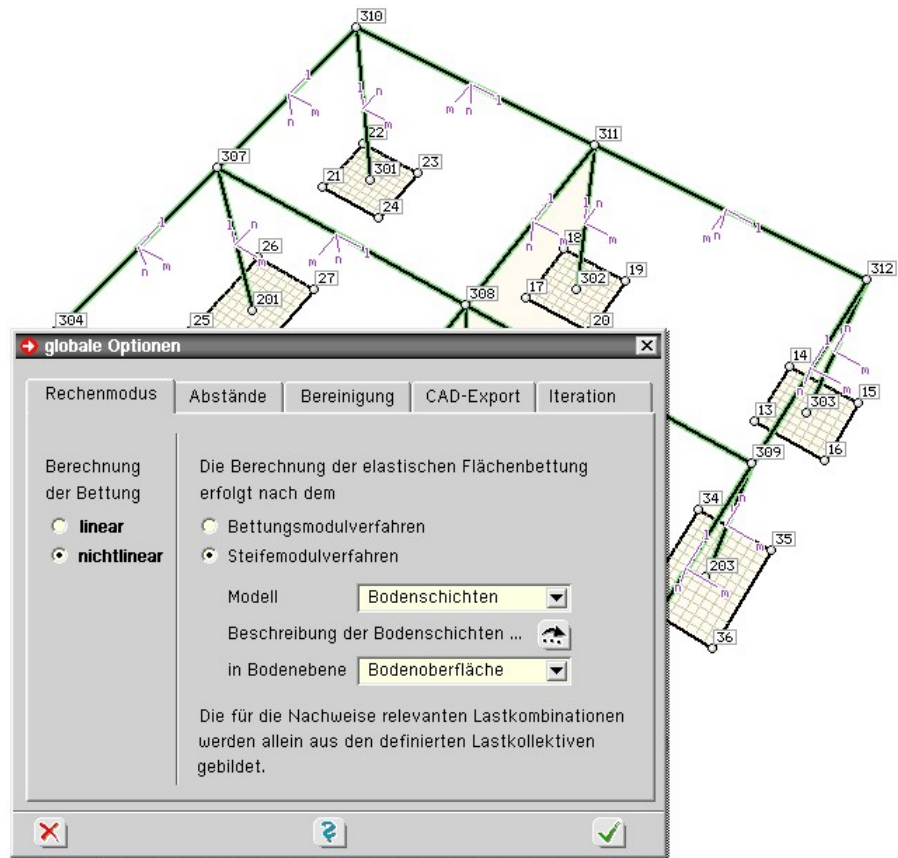 310
l
n
m
n
m
l
m
n
l
311
22
307
23
301
21
24
l
n
l
n
m
l
m
n
n
m
l
m
n
l
18
26
312
27
19
17
302
308
201
304
25
20
n
l
14
m
n
15
303
13
16
309
34
n
l
m
35
203
n
m
36
globale Optionen
Rechenmodus
Abstände
Bereinigung
CAD-Export
Iteration
Berechnung
der Bettung
linear
nichtlinear
Die Berechnung der elastischen Flächenbettung
erfolgt nach dem
Bettungsmodulverfahren
Steifemodulverfahren
Modell
Bodenschichten
Beschreibung der Bodenschichten ...
in Bodenebene
Bodenoberfläche
Die für die Nachweise relevanten Lastkombinationen
werden allein aus den definierten Lastkollektiven
gebildet.